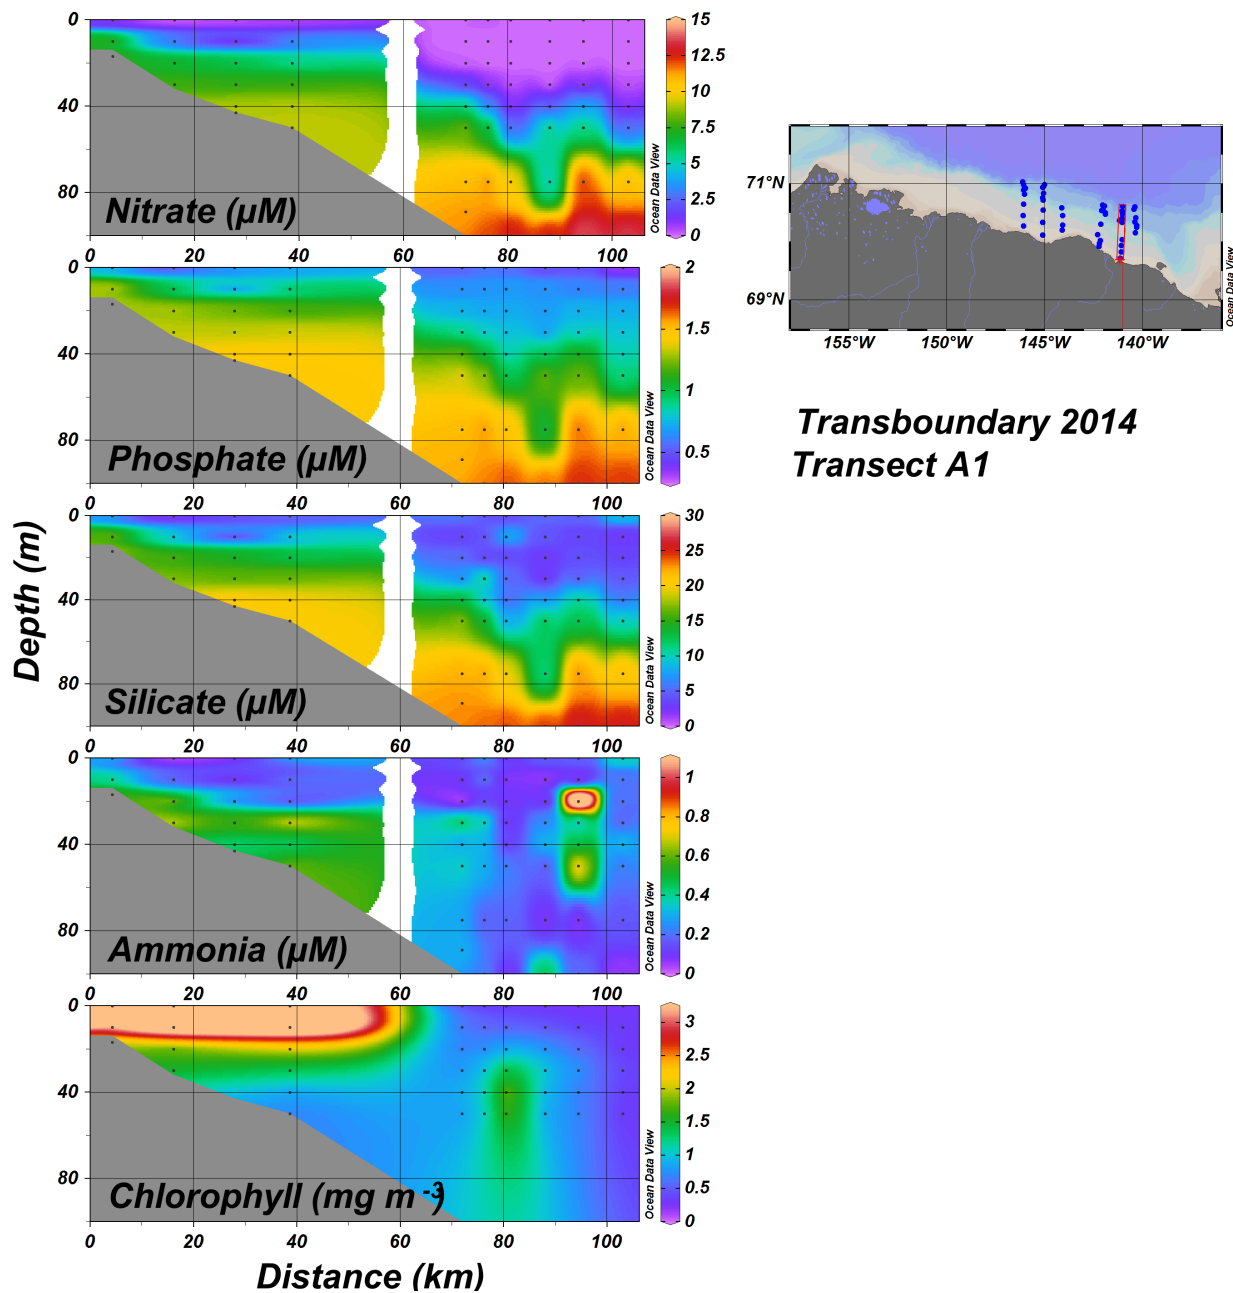 0
40
80
Nitrate (µM)
Ocean Data View
15
12.5
10
7.5
5
2.5
0
0
40
80
Phosphate (µM)
0 20 40 60 80 100
Ocean Data View
2
1.5
1
0.5
0
40
80
Silicate (µM)
0 20 40 60 80 100
Ocean Data View
30
25
20
15
10
5
0
0
40
80
Ammonia (µM)
0 20 40 60 80 100
Ocean Data View
1
0.8
0.6
0.4
0.2
0
0
40
80
Chlorophyll (mg m -3)
0 20 40 60 80 100
Ocean Data View
3
2.5
2
1.5
1
0.5
0
0 20 40 60 80 100
Depth (m)
Distance (km)
71°N
69°N
155°W 150°W 145°W 140°W
Ocean Data View
Transboundary 2014
Transect A1